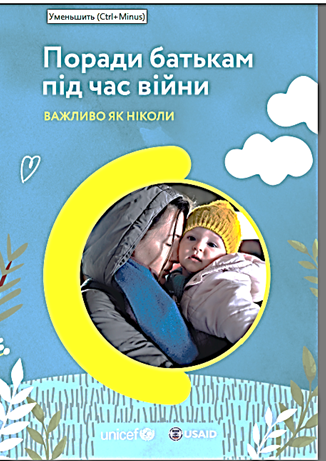 Уменьшить (Ctrl+Minus)
Поради батькам
під час війни
ВАЖЛИВО ЯК НІКОЛИ
unicef
USAID